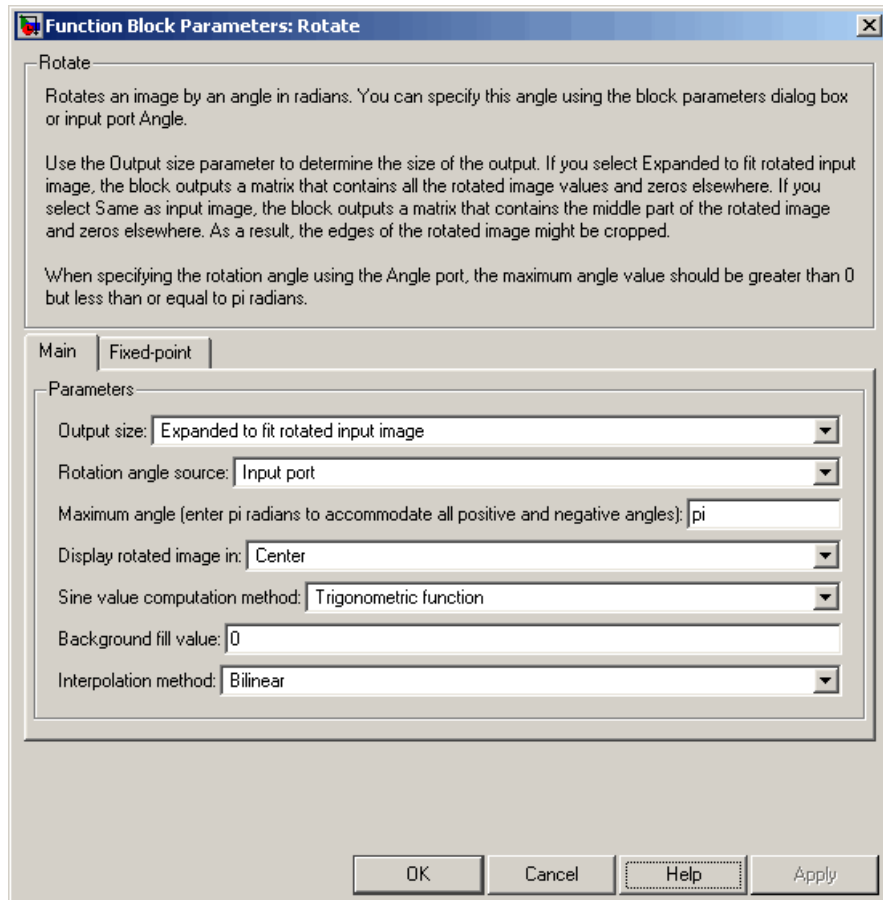 Function Block Parameters: Rotate
Rotate
Rotates an image by an angle in radians. You can specify this angle using the block parameters dialog box
or input port Angle.
Use the Output size parameter to determine the size of the output. If you select Expanded to fit rotated input
image, the block outputs a matrix that contains all the rotated image values and zeros elsewhere. If you
select Same as input image, the block outputs a matrix that contains the middle part of the rotated image
and zeros elsewhere. As a result, the edges of the rotated image might be cropped.
When specifying the rotation angle using the Angle port, the maximum angle value should be greater than 0
but less than or equal to pi radians.
Main Fixed-point
Parameters
Output size: Expanded to fit rotated input image
Rotation angle source: Input port
Maximum angle (enter pi radians to accommodate all positive and negative angles): pi
Display rotated image in: Center
Sine value computation method: Trigonometric function
Background fill value: 0
Interpolation method: Bilinear
OK Cancel Help Apply